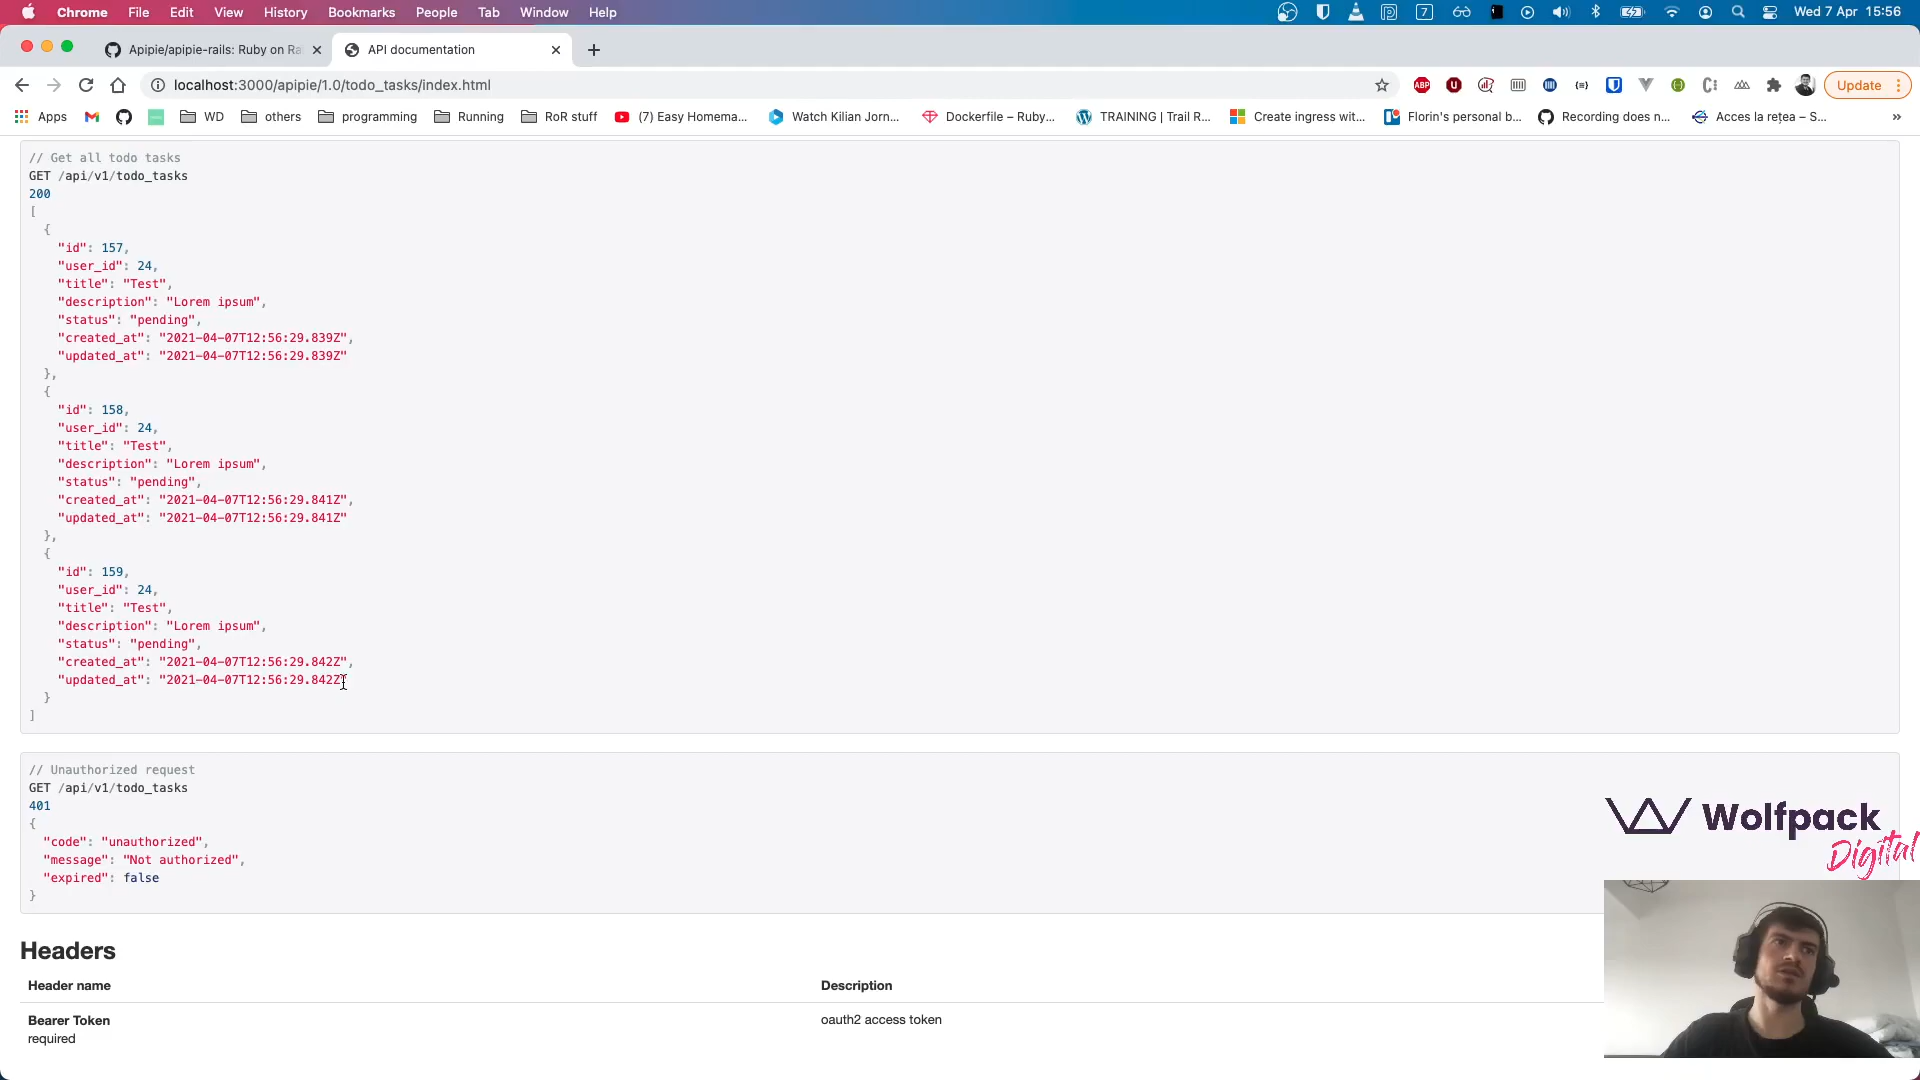 Chrome File Edit View History Bookmarks People Tab Window Help
7
Wed 7 Apr 15:56
Apipie/apipie-rails: Ruby on Ra
API documentation
localhost:3000/apipie/1.0/todo_tasks/index.html
ABP
Update
Apps
WD
others
programming
Running
RoR stuff
(7) Easy Homema...
Watch Kilian Jorn...
Dockerfile – Ruby...
TRAINING | Trail R...
Create ingress wit...
Florin's personal b...
Recording does n...
Acces la rețea – S...
»
// Get all todo tasks
GET /api/v1/todo_tasks
200
[
{
"id": 157,
"user_id": 24,
"title": "Test",
"description": "Lorem ipsum",
"status": "pending",
"created_at": "2021-04-07T12:56:29.839Z",
"updated_at": "2021-04-07T12:56:29.839Z"
},
{
"id": 158,
"user_id": 24,
"title": "Test",
"description": "Lorem ipsum",
"status": "pending",
"created_at": "2021-04-07T12:56:29.841Z",
"updated_at": "2021-04-07T12:56:29.841Z"
},
{
"id": 159,
"user_id": 24,
"title": "Test",
"description": "Lorem ipsum",
"status": "pending",
"created_at": "2021-04-07T12:56:29.842Z",
"updated_at": "2021-04-07T12:56:29.842Z"
}
]
// Unauthorized request
GET /api/v1/todo_tasks
401
{
"code": "unauthorized",
"message": "Not authorized",
"expired": false
}
Wolfpack
Digital
Headers
Header name Description
Bearer Token oauth2 access token
required